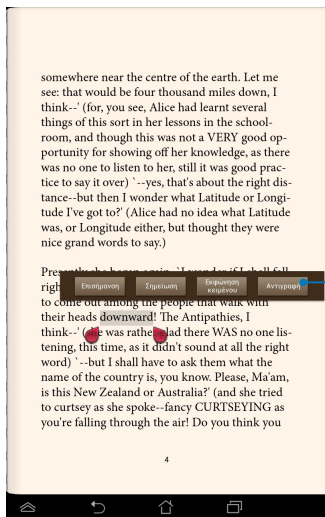 somewhere near the centre of the earth. Let me
see: that would be four thousand miles down, I
think--' (for, you see, Alice had learnt several
things of this sort in her lessons in the school-
room, and though this was not a VERY good op-
portunity for showing off her knowledge, as there
was no one to listen to her, still it was good prac-
tice to say it over) `--yes, that's about the right dis-
tance--but then I wonder what Latitude or Longi-
tude I've got to?' (Alice had no idea what Latitude
was, or Longitude either, but thought they were
nice grand words to say.)
Presently she began again. `I wonder if I shall fall
righ
Επισήμανση
Σημείωση
Εκφώνηση
κειμένου
Αντιγραφή
to come out among the people that walk with
their heads downward! The Antipathies, I
think--' (she was rather glad there WAS no one lis-
tening, this time, as it didn't sound at all the right
word) `--but I shall have to ask them what the
name of the country is, you know. Please, Ma'am,
is this New Zealand or Australia?' (and she tried
to curtsey as she spoke--fancy CURTSEYING as
you're falling through the air! Do you think you
4